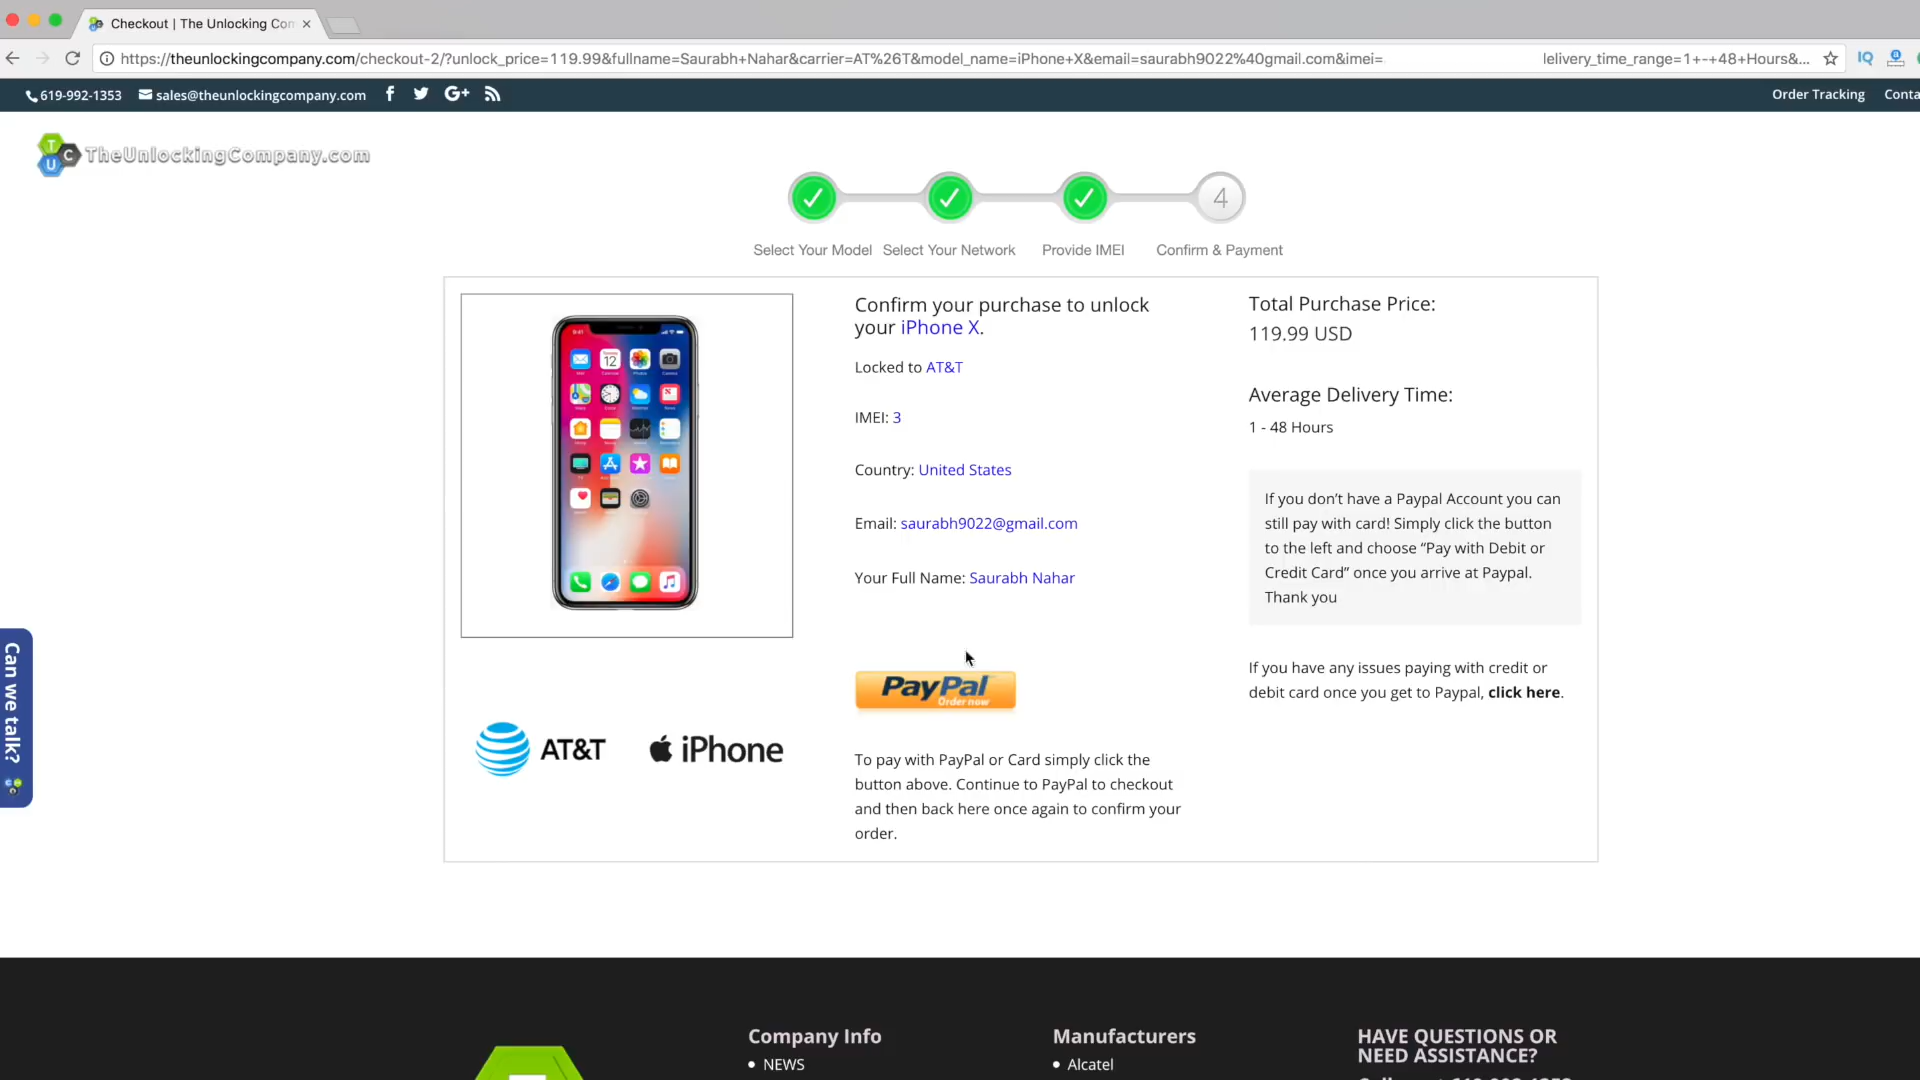 Checkout | The Unlocking Con
https://theunlockingcompany.com/checkout-2/?unlock_price=119.99&fullname=Saurabh+Nahar&carrier=AT%26T&model_name=iPhone+X&email=saurabh9022%40gmail.com&imei= lelivery_time_range=1+-+48+Hours&...
619-992-1353 sales@theunlockingcompany.com
Order Tracking Conta
TheUnlockingCompany.com
4
Select Your Model Select Your Network Provide IMEI Confirm & Payment
Confirm your purchase to unlock
your iPhone X.
Locked to AT&T
IMEI: 3
Country: United States
Email: saurabh9022@gmail.com
Your Full Name: Saurabh Nahar
PayPal
Order now
To pay with PayPal or Card simply click the
button above. Continue to PayPal to checkout
and then back here once again to confirm your
order.
Total Purchase Price:
119.99 USD
Average Delivery Time:
1 - 48 Hours
If you don’t have a Paypal Account you can
still pay with card! Simply click the button
to the left and choose “Pay with Debit or
Credit Card” once you arrive at Paypal.
Thank you
If you have any issues paying with credit or
debit card once you get to Paypal, click here.
AT&T iPhone
Can we talk?
Company Info
NEWS
Manufacturers
Alcatel
HAVE QUESTIONS OR
NEED ASSISTANCE?